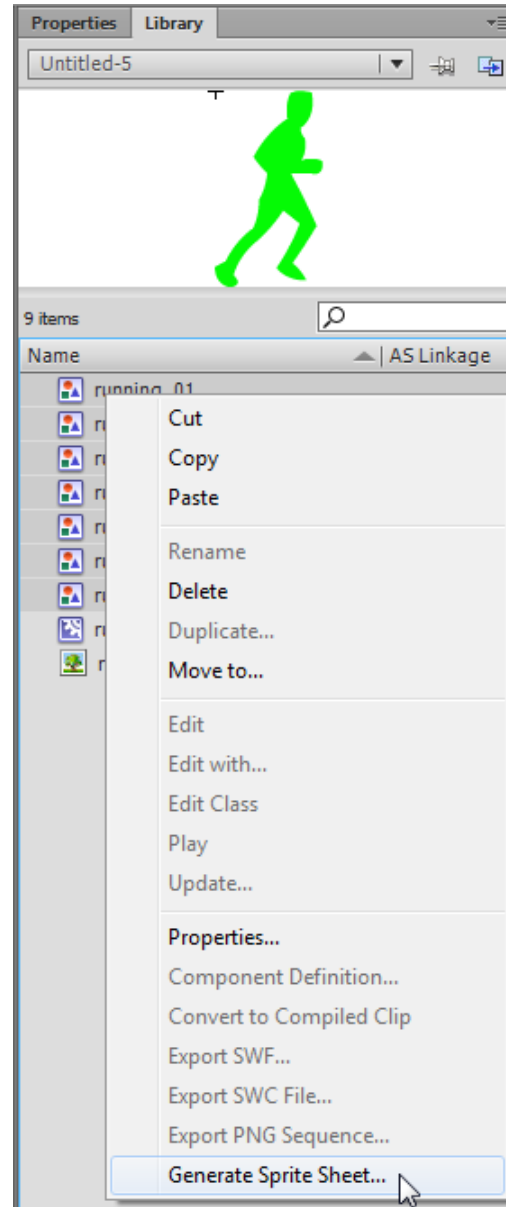 Properties Library
Untitled-5
9 items
Name AS Linkage
running_01
Cut
Copy
Paste
Rename
Delete
Duplicate...
Move to...
Edit
Edit with...
Edit Class
Play
Update...
Properties...
Component Definition...
Convert to Compiled Clip
Export SWF...
Export SWC File...
Export PNG Sequence...
Generate Sprite Sheet...